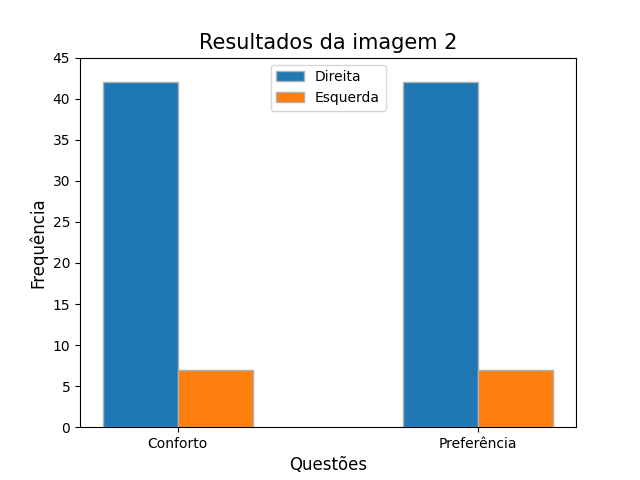 Resultados da imagem 2
Direita
Esquerda
45
40
35
30
25
20
15
10
5
0
Frequência
Conforto
Preferência
Questões